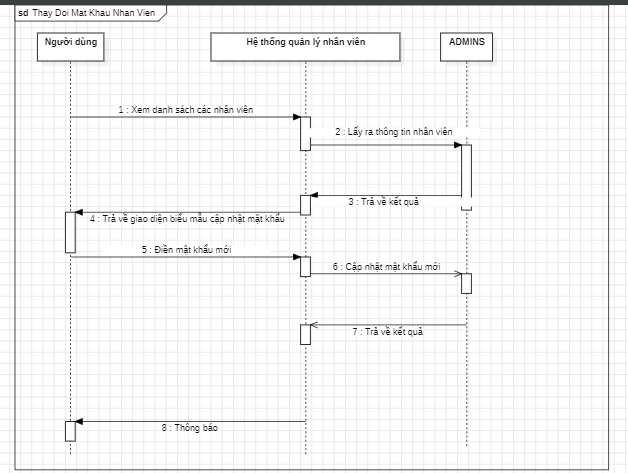 sd Thay Doi Mat Khau Nhan Vien
Người dùng
Hệ thống quản lý nhân viên
ADMINS
1 : Xem danh sách các nhân viên
2 : Lấy ra thông tin nhân viên
3 : Trả về kết quả
4 : Trả về giao diện biểu mẫu cập nhật mật khẩu
5 : Điền mật khẩu mới
6 : Cập nhật mật khẩu mới
7 : Trả về kết quả
8 : Thông báo